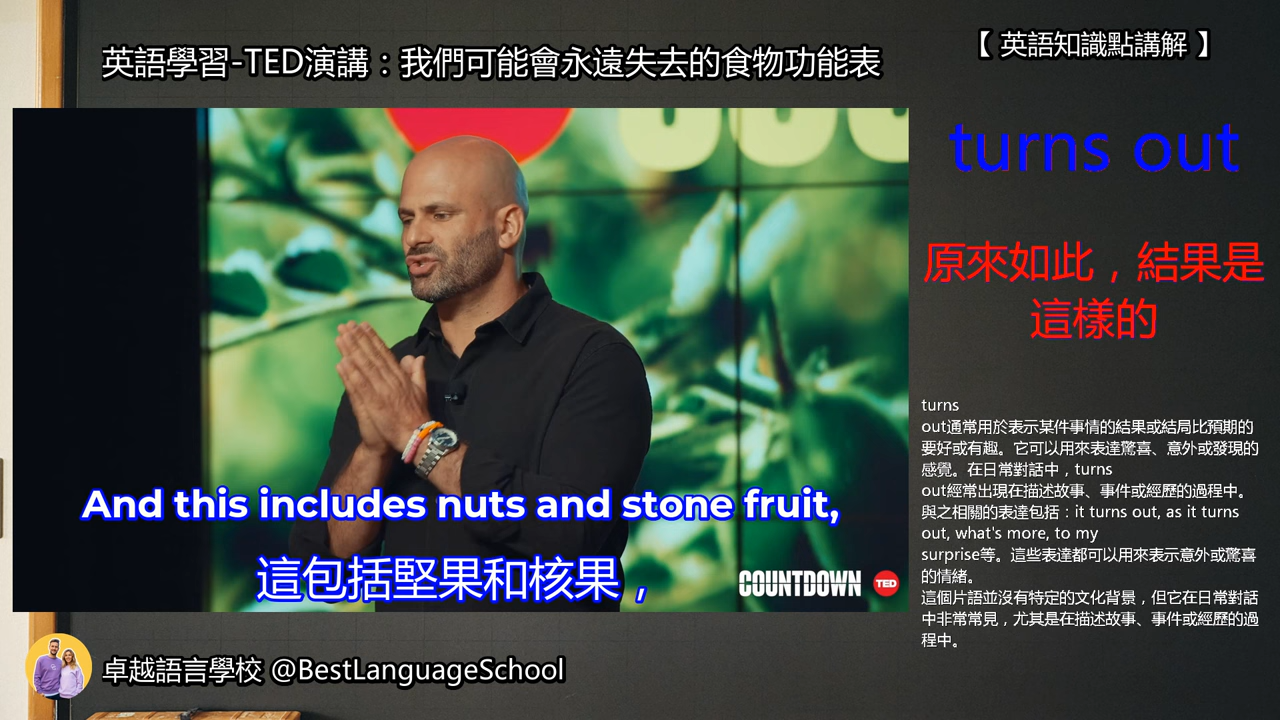 英語學習-TED演講：我們可能會永遠失去的食物功能表
【 英語知識點講解 】
turns out
原來如此，結果是
這樣的
And this includes nuts and stone fruit,
這包括堅果和核果，
COUNTDOWN TED
turns
out通常用於表示某件事情的結果或結局比預期的
要好或有趣。它可以用來表達驚喜、意外或發現的
感覺。在日常對話中，turns
out經常出現在描述故事、事件或經歷的過程中。
與之相關的表達包括：it turns out, as it turns
out, what's more, to my
surprise等。這些表達都可以用來表示意外或驚喜
的情緒。
這個片語並沒有特定的文化背景，但它在日常對話
中非常常見，尤其是在描述故事、事件或經歷的過
程中。
卓越語言學校 @BestLanguageSchool